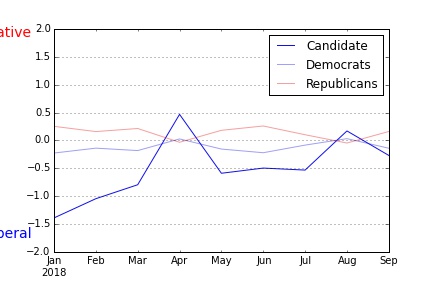 ative
2.0
1.5
1.0
0.5
0.0
−0.5
−1.0
−1.5
−2.0
beral
Candidate
Democrats
Republicans
Jan Feb Mar Apr May Jun Jul Aug Sep
2018